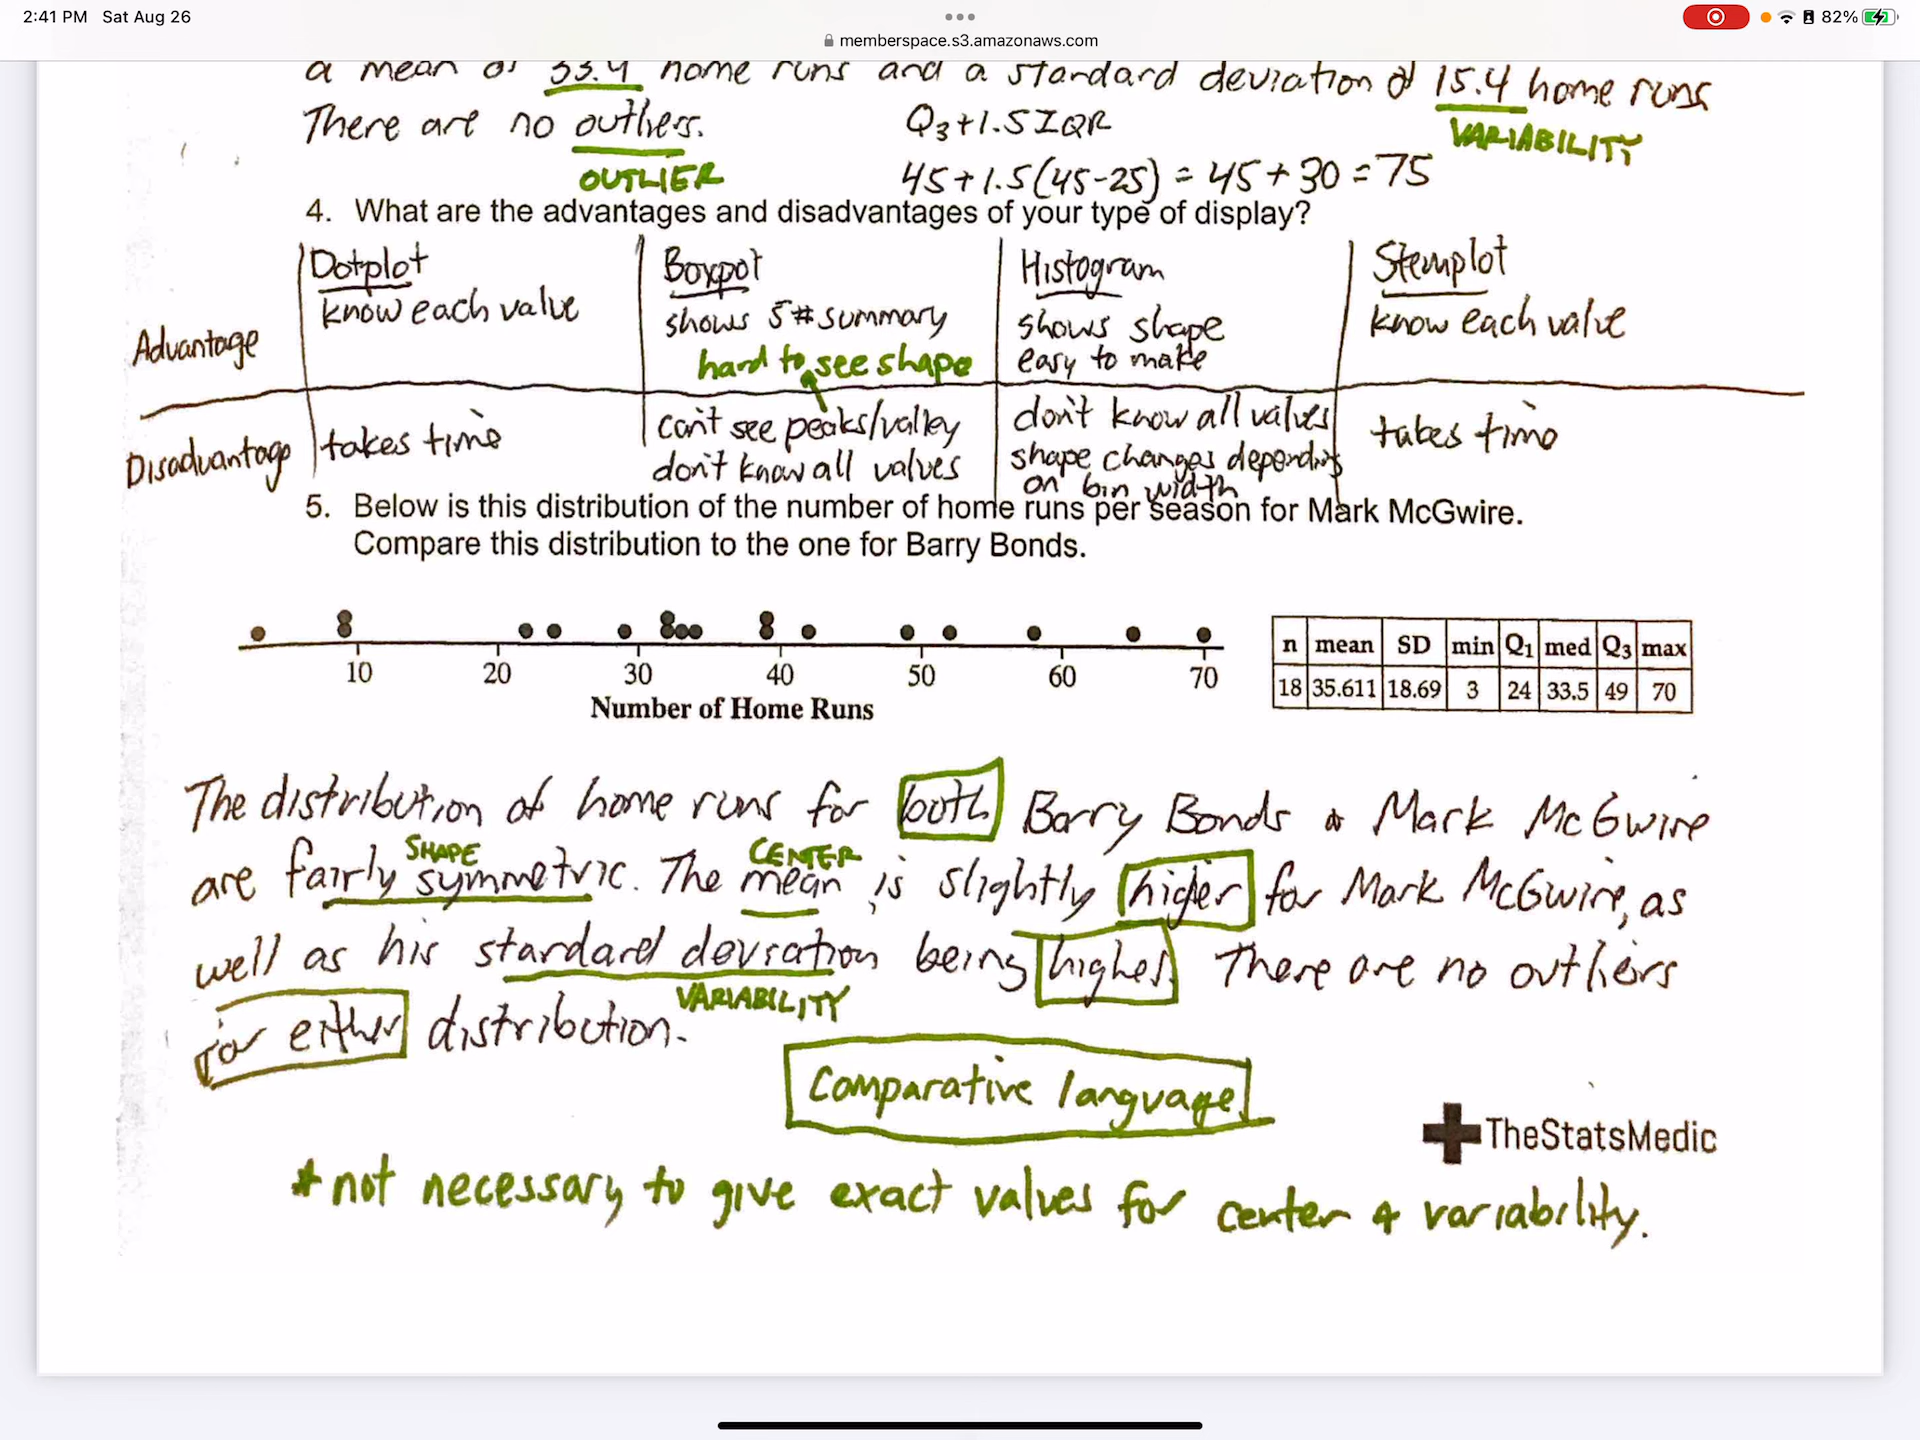 2:41 PM Sat Aug 26
82%
memberspace.s3.amazonaws.com
a mean of 33.4 home runs and a standard deviation of 15.4 home runs
There are no outliers. Q3+1.5IQR VARIABILITY
OUTLIER 45+1.5(45-25) = 45+30=75
4. What are the advantages and disadvantages of your type of display?
Dotplot Boxpot Histogram Stemplot
Advantage
know each value
shows 5# summary
hard to see shape
shows shape
easy to make
know each value
Disadvantage
takes time
can't see peaks/valley
don't know all values
don't know all values
shape changes depending
on bin width
takes time
5. Below is this distribution of the number of home runs per season for Mark McGwire.
Compare this distribution to the one for Barry Bonds.
10 20 30 40 50 60 70
Number of Home Runs
n mean SD min Q1 med Q3 max
18 35.611 18.69 3 24 33.5 49 70
The distribution of home runs for both Barry Bonds & Mark McGwire
SHAPE CENTER
are fairly symmetric. The mean is slightly higher for Mark McGwire, as
well as his standard deviation being higher. There are no outliers
VARIABILITY
for either distribution.
Comparative language
TheStatsMedic
* not necessary to give exact values for center & variability.